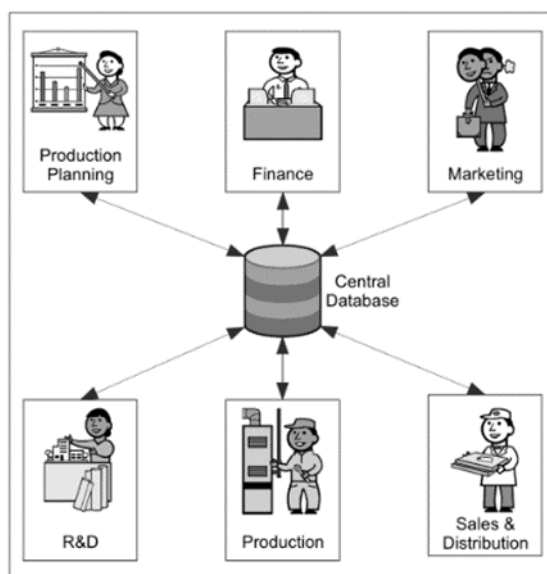 Production
Planning
Finance
Marketing
Central
Database
R&D
Production
Sales &
Distribution